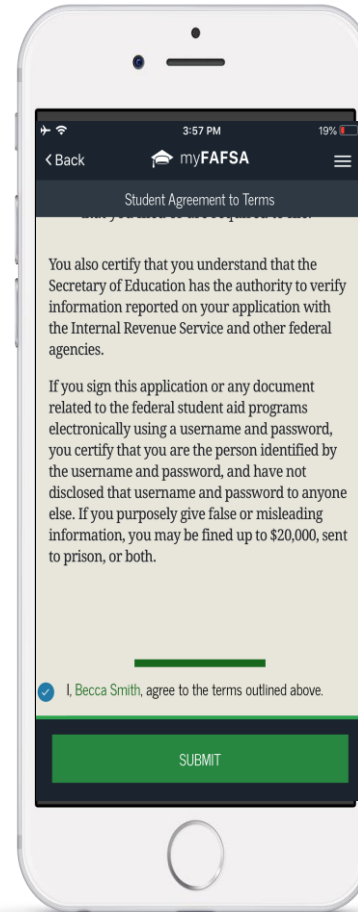 3:57 PM 19%
Back myFAFSA
Student Agreement to Terms
You also certify that you understand that the
Secretary of Education has the authority to verify
information reported on your application with
the Internal Revenue Service and other federal
agencies.
If you sign this application or any document
related to the federal student aid programs
electronically using a username and password,
you certify that you are the person identified by
the username and password, and have not
disclosed that username and password to anyone
else. If you purposely give false or misleading
information, you may be fined up to $20,000, sent
to prison, or both.
I, Becca Smith, agree to the terms outlined above.
SUBMIT